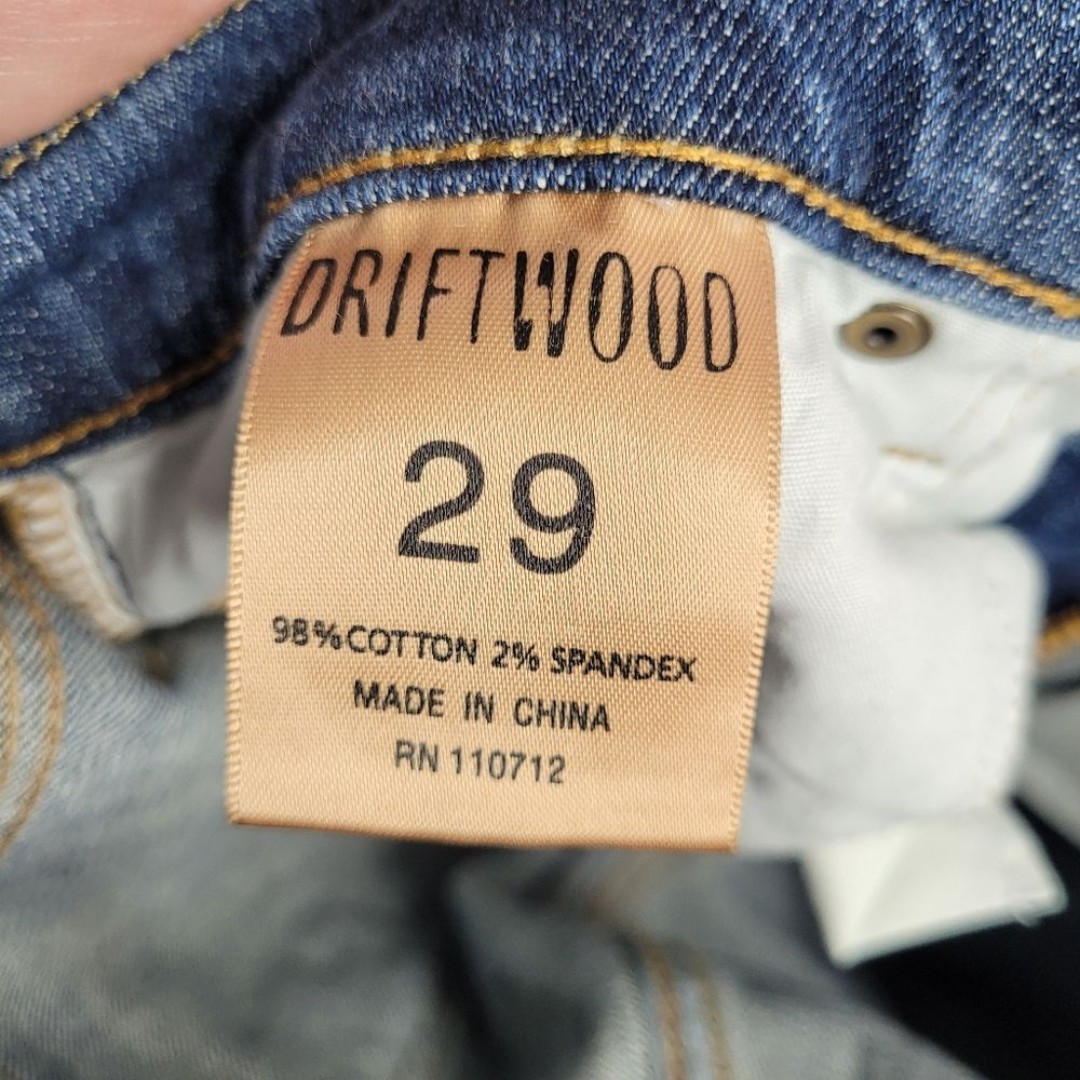 DRIFTWOOD
29
98%COTTON 2% SPANDEX
MADE IN CHINA
RN 110712